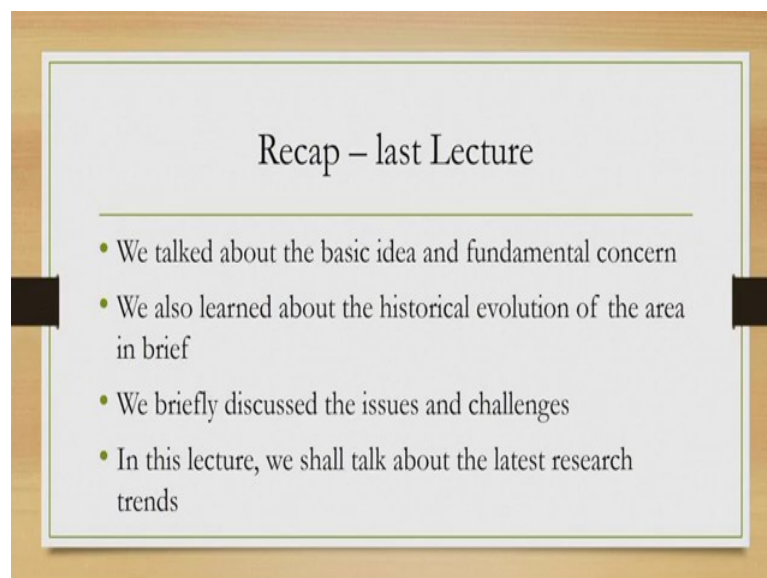 Recap – last Lecture
• We talked about the basic idea and fundamental concern
• We also learned about the historical evolution of the area
in brief
• We briefly discussed the issues and challenges
• In this lecture, we shall talk about the latest research
trends